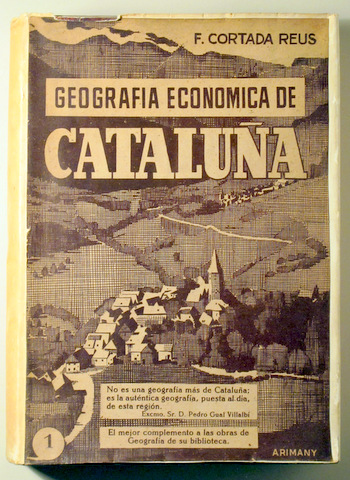 F. CORTADA REUS
GEOGRAFIA ECONOMICA DE
CATALUÑA
No es una geografía más de Cataluña;
es la auténtica geografía, puesta al día,
de esta región.
Excmo. Sr. D. Pedro Gual Villalbí
El mejor complemento a las obras de
Geografía de su biblioteca.
1
ARIMANY